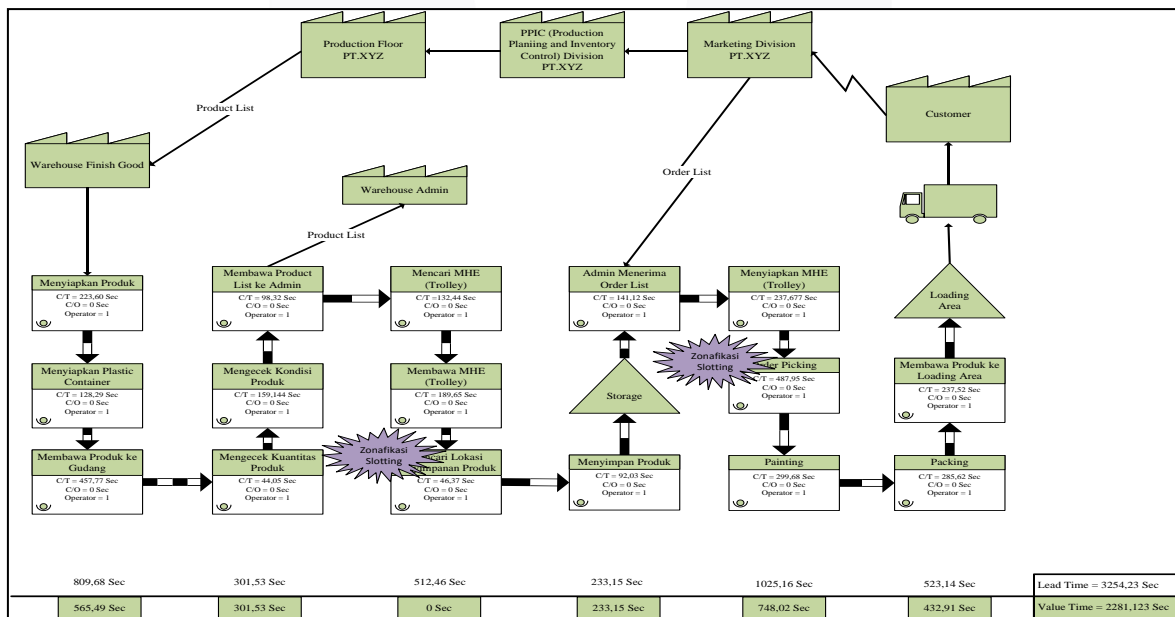 Production Floor
PT.XYZ
PPIC (Production
Planing and Inventory
Control) Division
PT.XYZ
Marketing Division
PT.XYZ
Customer
Product List
Warehouse Finish Good
Warehouse Admin
Order List
Product List
Menyiapkan Produk
C/T = 223,60 Sec
C/O = 0 Sec
Operator = 1
Membawa Product
List ke Admin
C/T = 98,32 Sec
C/O = 0 Sec
Operator = 1
Mencari MHE
(Trolley)
C/T =132,44 Sec
C/O = 0 Sec
Operator = 1
Admin Menerima
Order List
C/T = 141,12 Sec
C/O = 0 Sec
Operator = 1
Menyiapkan MHE
(Trolley)
C/T = 237,677 Sec
C/O = 0 Sec
Operator = 1
Loading
Area
Menyiapkan Plastic
Container
C/T = 128,29 Sec
C/O = 0 Sec
Operator = 1
Mengecek Kondisi
Produk
C/T = 159,144 Sec
C/O = 0 Sec
Operator = 1
Membawa MHE
(Trolley)
C/T = 189,65 Sec
C/O = 0 Sec
Operator = 1
Storage
Zonafikasi
Slotting
Picking
C/T = 487,95 Sec
C/O = 0 Sec
Operator = 1
Membawa Produk ke
Loading Area
C/T = 237,52 Sec
C/O = 0 Sec
Operator = 1
Membawa Produk ke
Gudang
C/T = 457,77 Sec
C/O = 0 Sec
Operator = 1
Mengecek Kuantitas
Produk
C/T = 44,05 Sec
C/O = 0 Sec
Operator = 1
Zonafikasi
Slotting
Lokasi
Produk
C/T = 46,37 Sec
C/O = 0 Sec
Operator = 1
Menyimpan Produk
C/T = 92,03 Sec
C/O = 0 Sec
Operator = 1
Painting
C/T = 299,68 Sec
C/O = 0 Sec
Operator = 1
Packing
C/T = 285,62 Sec
C/O = 0 Sec
Operator = 1
809,68 Sec
301,53 Sec
512,46 Sec
233,15 Sec
1025,16 Sec
523,14 Sec
Lead Time = 3254,23 Sec
565,49 Sec
301,53 Sec
0 Sec
233,15 Sec
748,02 Sec
432,91 Sec
Value Time = 2281,123 Sec